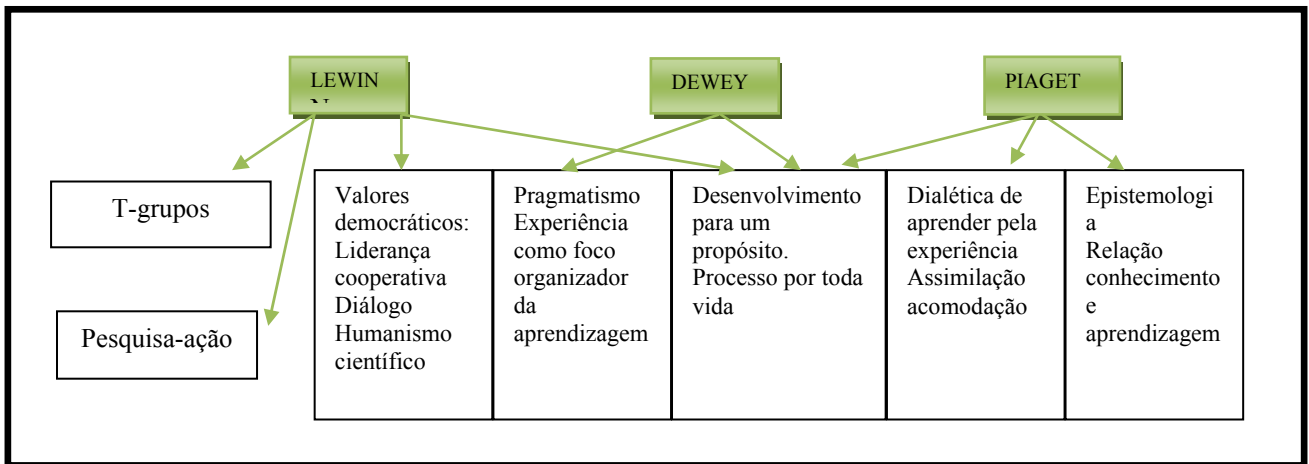 LEWIN
N
DEWEY
PIAGET
T-grupos
Pesquisa-ação
Valores
democráticos:
Liderança
cooperativa
Diálogo
Humanismo
científico
Pragmatismo
Experiência
como foco
organizador
da
aprendizagem
Desenvolvimento
para um
propósito.
Processo por toda
vida
Dialética de
aprender pela
experiência
Assimilação
acomodação
Epistemologi
a
Relação
conhecimento
e
aprendizagem